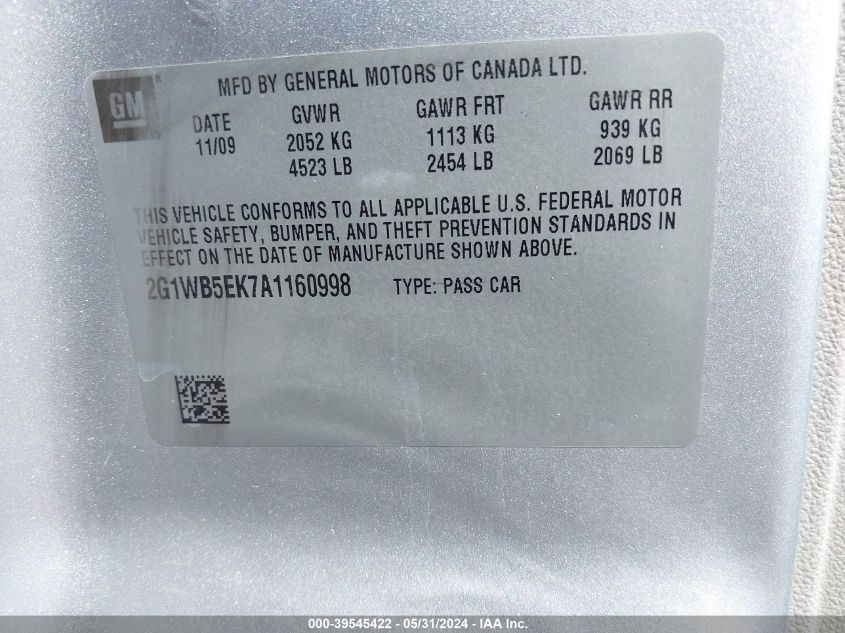 GM
MFD BY GENERAL MOTORS OF CANADA LTD.
DATE GVWR GAWR FRT GAWR RR
11/09 2052 KG 1113 KG 939 KG
4523 LB 2454 LB 2069 LB
THIS VEHICLE CONFORMS TO ALL APPLICABLE U.S. FEDERAL MOTOR
VEHICLE SAFETY, BUMPER, AND THEFT PREVENTION STANDARDS IN
EFFECT ON THE DATE OF MANUFACTURE SHOWN ABOVE.
2G1WB5EK7A1160998 TYPE: PASS CAR
000-39545422 - 05/31/2024 - IAA Inc.